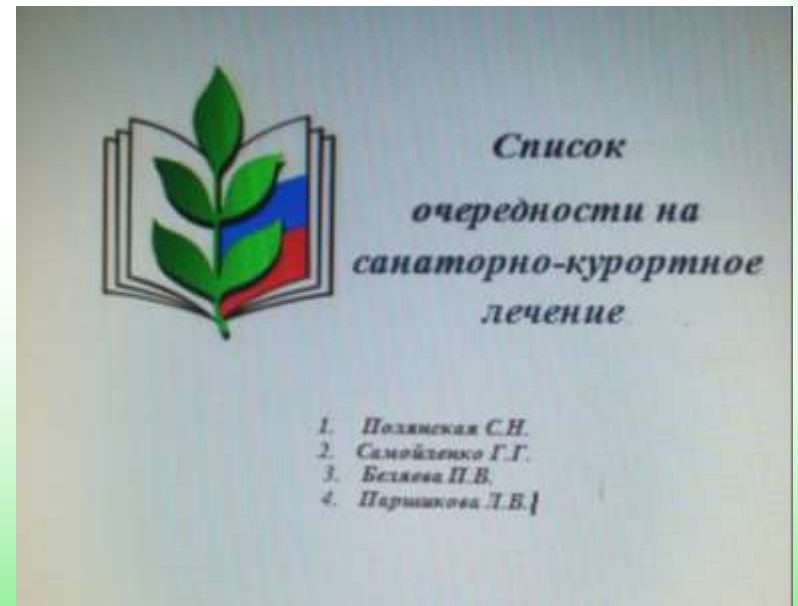 Список
очередности на
санаторно-курортное
лечение
1. Полянская С.Н.
2. Самойленко Г.Г.
3. Беляева П.В.
4. Паршикова Л.В.